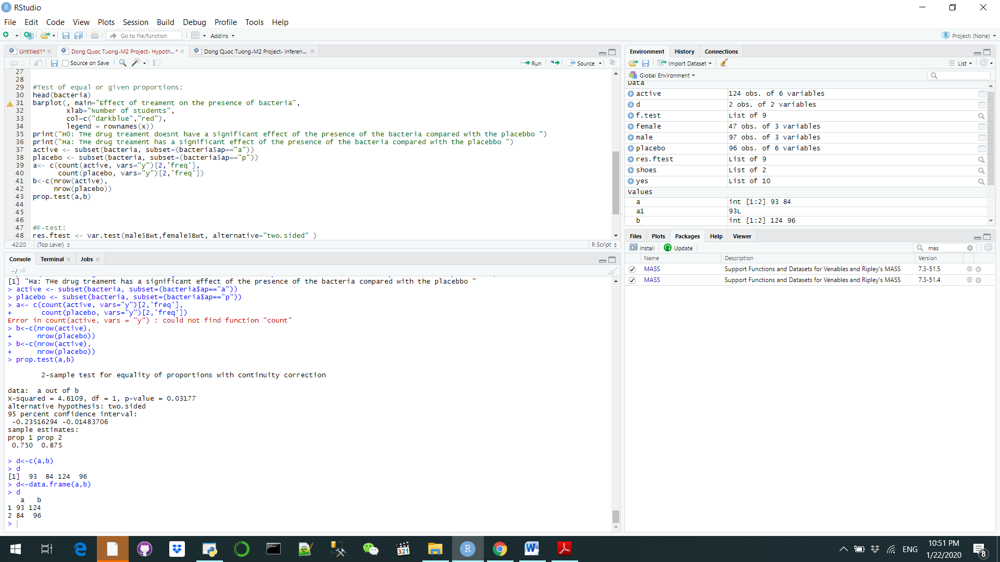 RStudio
File Edit Code View Plots Session Build Debug Profile Tools Help
Go to file/function Addins Project: (None)
Untitled1* Dong Quoc Tuong-M2 Project- Hypoth...* Dong Quoc Tuong-M2 Project- Inferen...
Source on Save Run Source
27
28
29 #Test of equal or given proportions:
30 head(bacteria)
31 barplot(, main="Effect of treament on the presence of bacteria",
32 xlab="Number of students",
33 col=c("darkblue","red"),
34 legend = rownames(x))
35 print("HO: THe drug treament doesnt have a significant effect of the presence of the bacteria compared with the placebbo ")
36 print("Ha: THe drug treament has a significant effect of the presence of the bacteria compared with the placebbo ")
37 active <- subset(bacteria, subset=(bacteria$ap=="a"))
38 placebo <- subset(bacteria, subset=(bacteria$ap=="p"))
39 a<- c(count(active, vars="y")[2,'freq'],
40 count(placebo, vars="y")[2,'freq'])
41 b<-c(nrow(active),
42 nrow(placebo))
43 prop.test(a,b)
44
45
46
47 #F-test:
48 res.ftest <- var.test(male$Bwt,female$Bwt, alternative="two.sided" )
42:20 (Top Level) R Script
Console Terminal Jobs
~/
[1] "Ha: THe drug treament has a significant effect of the presence of the bacteria compared with the placebbo "
> active <- subset(bacteria, subset=(bacteria$ap=="a"))
> placebo <- subset(bacteria, subset=(bacteria$ap=="p"))
> a<- c(count(active, vars="y")[2,'freq'],
+ count(placebo, vars="y")[2,'freq'])
Error in count(active, vars = "y") : could not find function "count"
> b<-c(nrow(active),
+ nrow(placebo))
> b<-c(nrow(active),
+ nrow(placebo))
> prop.test(a,b)
2-sample test for equality of proportions with continuity correction
data: a out of b
X-squared = 4.6109, df = 1, p-value = 0.03177
alternative hypothesis: two.sided
95 percent confidence interval:
-0.23516294 -0.01483706
sample estimates:
prop 1 prop 2
0.750 0.875
> d<-c(a,b)
> d
[1] 93 84 124 96
> d<-data.frame(a,b)
> d
a b
1 93 124
2 84 96
>
Environment History Connections
Import Dataset List
Global Environment
Data
active 124 obs. of 6 variables
d 2 obs. of 2 variables
f.test List of 9
female 47 obs. of 3 variables
male 97 obs. of 3 variables
placebo 96 obs. of 6 variables
res.ftest List of 9
shoes List of 2
yes List of 10
Values
a int [1:2] 93 84
a1 93L
b int [1:2] 124 96
Files Plots Packages Help Viewer
Install Update mas
Name Description Version
MASS Support Functions and Datasets for Venables and Ripley's MASS 7.3-51.5
MASS Support Functions and Datasets for Venables and Ripley's MASS 7.3-51.4
321
ENG
10:51 PM
1/22/2020
8